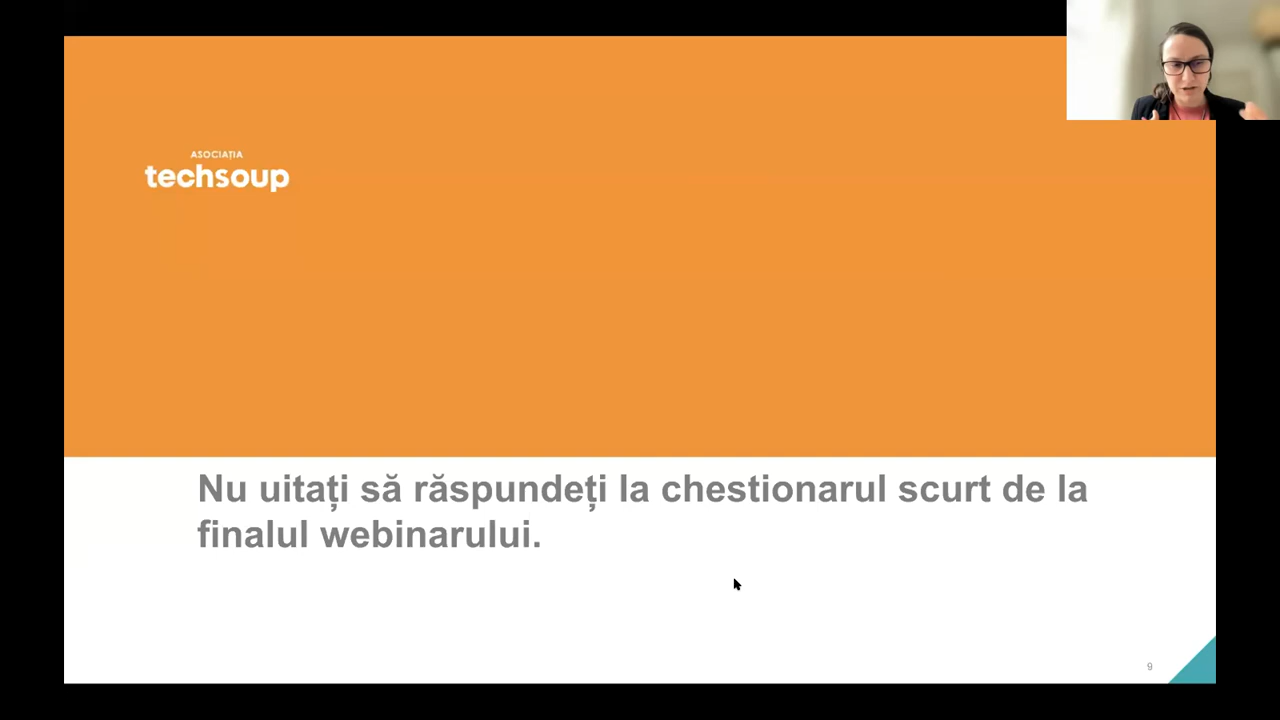 ASOCIAȚIA
techsoup
Nu uitați să răspundeți la chestionarul scurt de la
finalul webinarului.
9